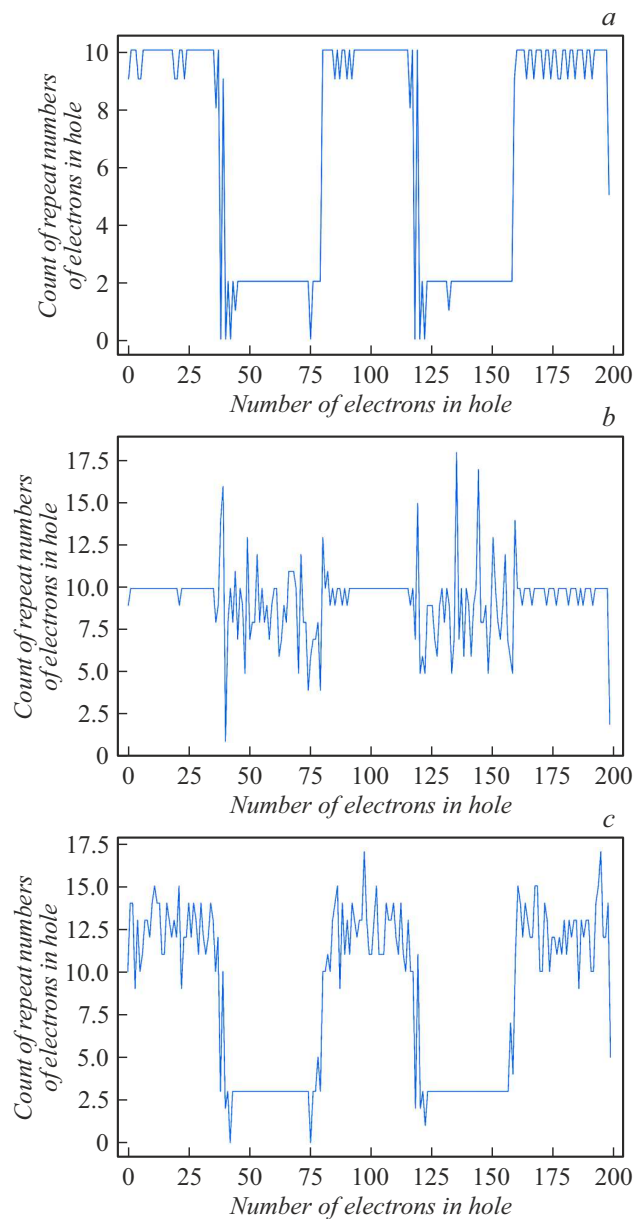 a
10
8
6
4
2
0
Count of repeat numbers
of electrons in hole
0 25 50 75 100 125 150 175 200
Number of electrons in hole
b
17.5
15.0
12.5
10.0
7.5
5.0
2.5
0
Count of repeat numbers
of electrons in hole
0 25 50 75 100 125 150 175 200
Number of electrons in hole
c
17.5
15.0
12.5
10.0
7.5
5.0
2.5
0
Count of repeat numbers
of electrons in hole
0 25 50 75 100 125 150 175 200
Number of electrons in hole